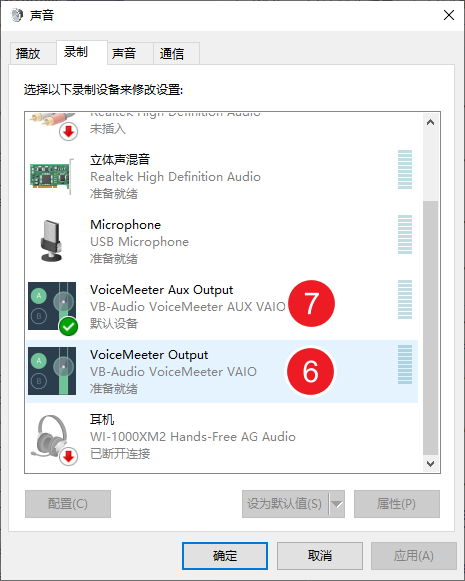 声音
播放
录制
声音
通信
选择以下录制设备来修改设置:
Realtek High Definition Audio
未插入
立体声混音
Realtek High Definition Audio
准备就绪
Microphone
USB Microphone
准备就绪
VoiceMeeter Aux Output
VB-Audio VoiceMeeter AUX VAIO
默认设备
7
VoiceMeeter Output
VB-Audio VoiceMeeter VAIO
准备就绪
6
耳机
WI-1000XM2 Hands-Free AG Audio
已断开连接
配置(C)
设为默认值(S)
属性(P)
确定
取消
应用(A)